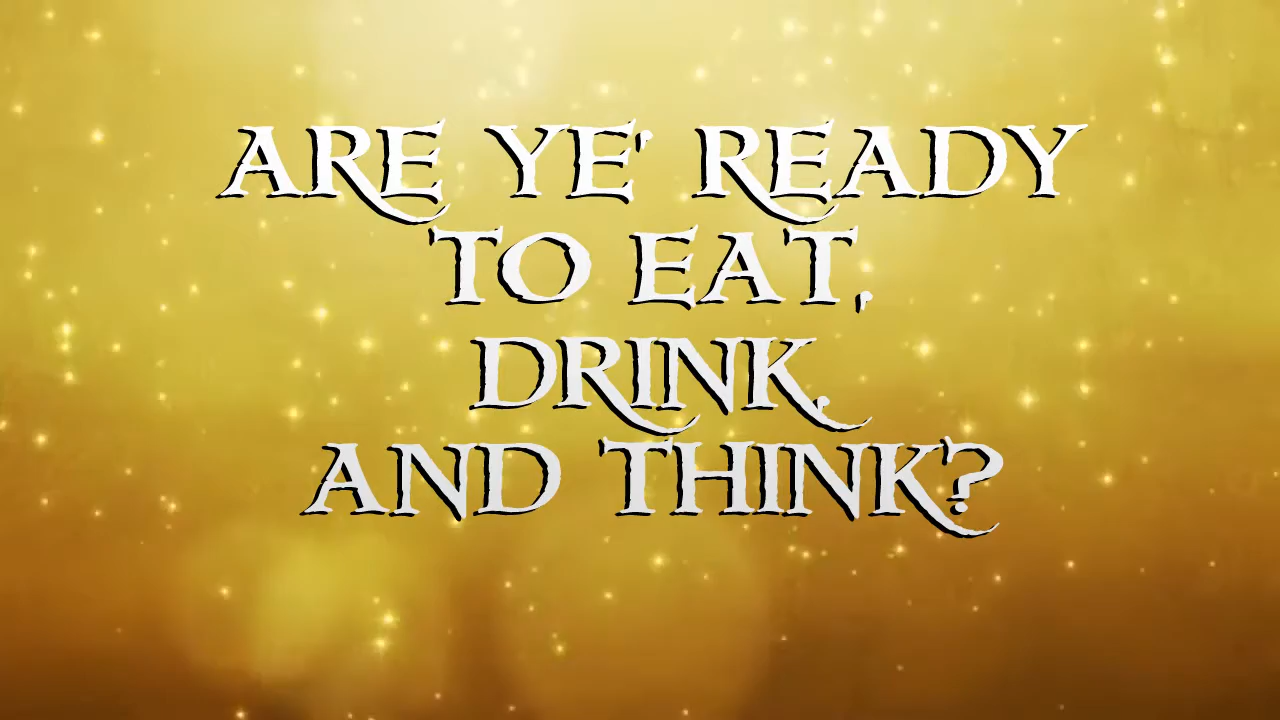 ARE YE' READY
TO EAT,
DRINK,
AND THINK?